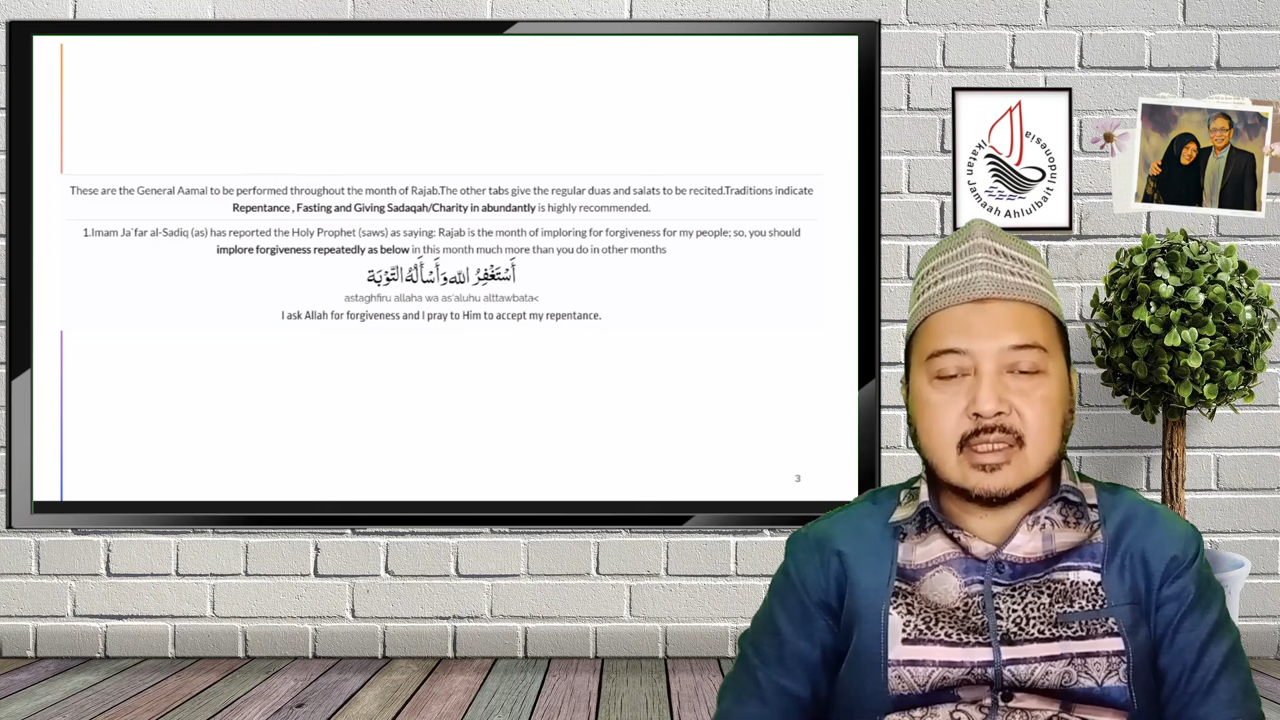 These are the General Aamal to be performed throughout the month of Rajab.The other tabs give the regular duas and salats to be recited.Traditions indicate
Repentance , Fasting and Giving Sadaqah/Charity in abundantly is highly recommended.
1.Imam Ja`far al-Sadiq (as) has reported the Holy Prophet (saws) as saying: Rajab is the month of imploring for forgiveness for my people; so, you should
implore forgiveness repeatedly as below in this month much more than you do in other months
أَسْتَغْفِرُ اللهَ وَأَسْأَلُهُ التَّوْبَةَ
astaghfiru allaha wa as'aluhu alttawbata<
I ask Allah for forgiveness and I pray to Him to accept my repentance.
3
Ikatan Jamaah Ahlulbait Indonesia